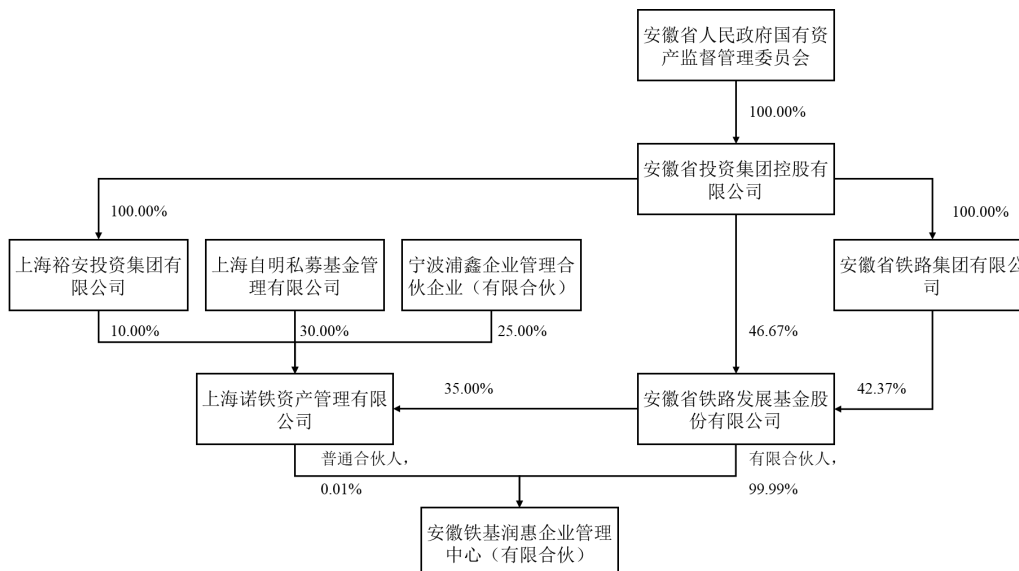 安徽省人民政府国有资
产监督管理委员会
100.00%
安徽省投资集团控股有
限公司
100.00%
100.00%
上海裕安投资集团有
限公司
上海自明私募基金管
理有限公司
宁波浦鑫企业管理合
伙企业（有限合伙）
安徽省铁路集团有限公
司
10.00%
30.00%
25.00%
46.67%
42.37%
上海诺铁资产管理有限
公司
35.00%
安徽省铁路发展基金股
份有限公司
普通合伙人，
0.01%
有限合伙人，
99.99%
安徽铁基润惠企业管理
中心（有限合伙）